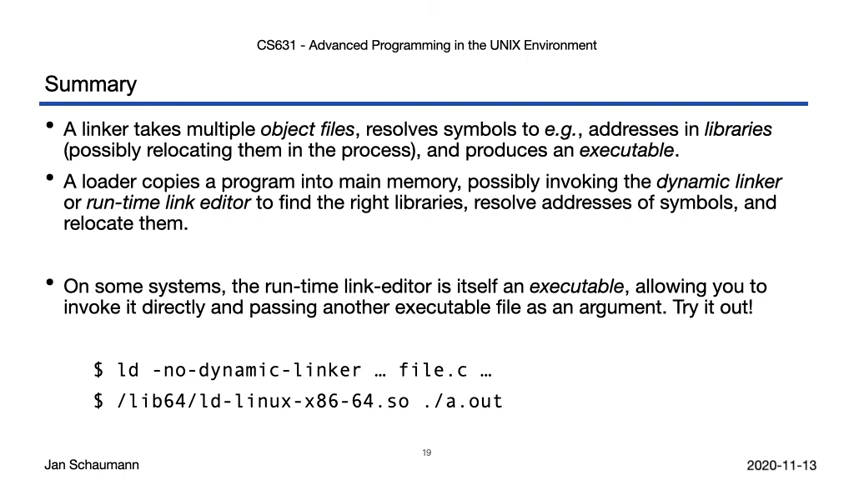 CS631 - Advanced Programming in the UNIX Environment
Summary
• A linker takes multiple object files, resolves symbols to e.g., addresses in libraries
(possibly relocating them in the process), and produces an executable.
• A loader copies a program into main memory, possibly invoking the dynamic linker
or run-time link editor to find the right libraries, resolve addresses of symbols, and
relocate them.
• On some systems, the run-time link-editor is itself an executable, allowing you to
invoke it directly and passing another executable file as an argument. Try it out!
$ ld -no-dynamic-linker … file.c …
$ /lib64/ld-linux-x86-64.so ./a.out
19
Jan Schaumann
2020-11-13